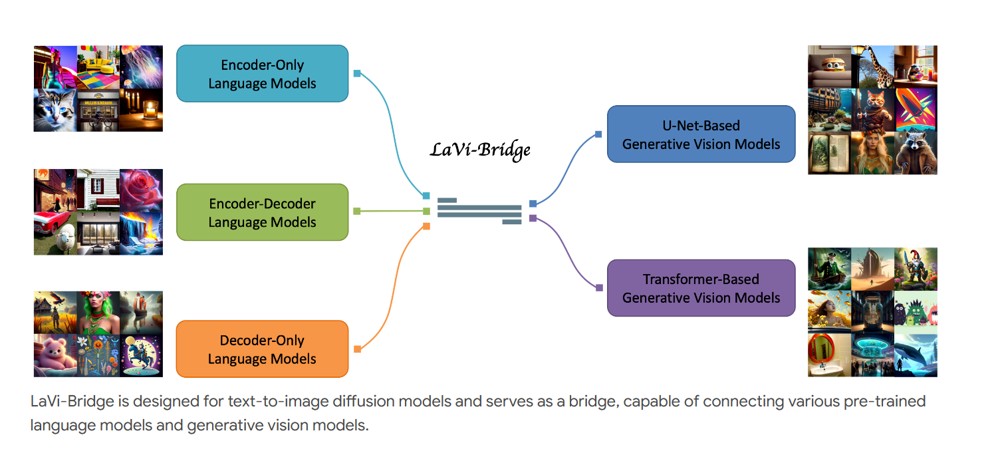 Encoder-Only
Language Models
LaVi-Bridge
U-Net-Based
Generative Vision Models
Encoder-Decoder
Language Models
Transformer-Based
Generative Vision Models
Decoder-Only
Language Models
LaVi-Bridge is designed for text-to-image diffusion models and serves as a bridge, capable of connecting various pre-trained
language models and generative vision models.